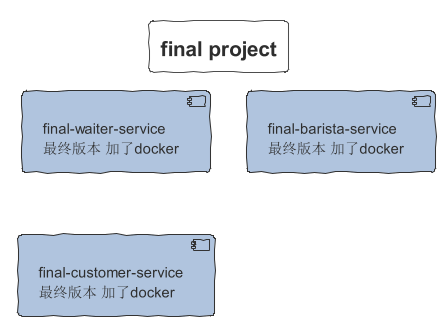 final project
final-waiter-service
最终版本 加了docker
final-barista-service
最终版本 加了docker
final-customer-service
最终版本 加了docker